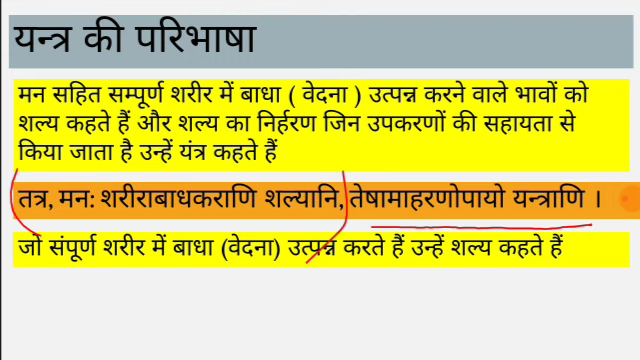 यन्त्र की परिभाषा
मन सहित सम्पूर्ण शरीर में बाधा ( वेदना ) उत्पन्न करने वाले भावों को
शल्य कहते हैं और शल्य का निर्हरण जिन उपकरणों की सहायता से
किया जाता है उन्हें यंत्र कहते हैं
तत्र, मन: शरीराबाधकराणि शल्यानि, तेषामाहरणोपायो यन्त्राणि ।
जो संपूर्ण शरीर में बाधा (वेदना) उत्पन्न करते हैं उन्हें शल्य कहते हैं